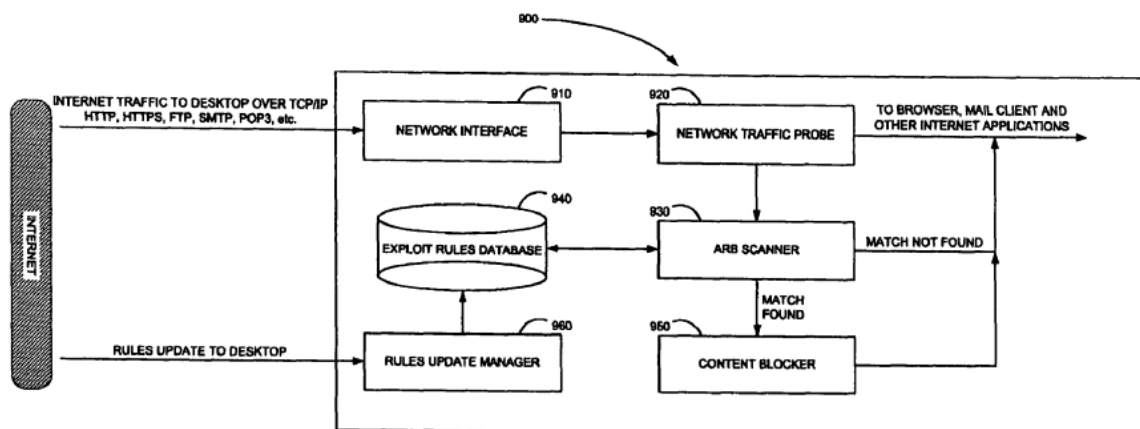 900
INTERNET TRAFFIC TO DESKTOP OVER TCP/IP
HTTP, HTTPS, FTP, SMTP, POP3, etc.
910
NETWORK INTERFACE
920
NETWORK TRAFFIC PROBE
TO BROWSER, MAIL CLIENT AND
OTHER INTERNET APPLICATIONS
INTERNET
940
EXPLOIT RULES DATABASE
930
ARB SCANNER
MATCH NOT FOUND
MATCH
FOUND
RULES UPDATE TO DESKTOP
960
RULES UPDATE MANAGER
950
CONTENT BLOCKER